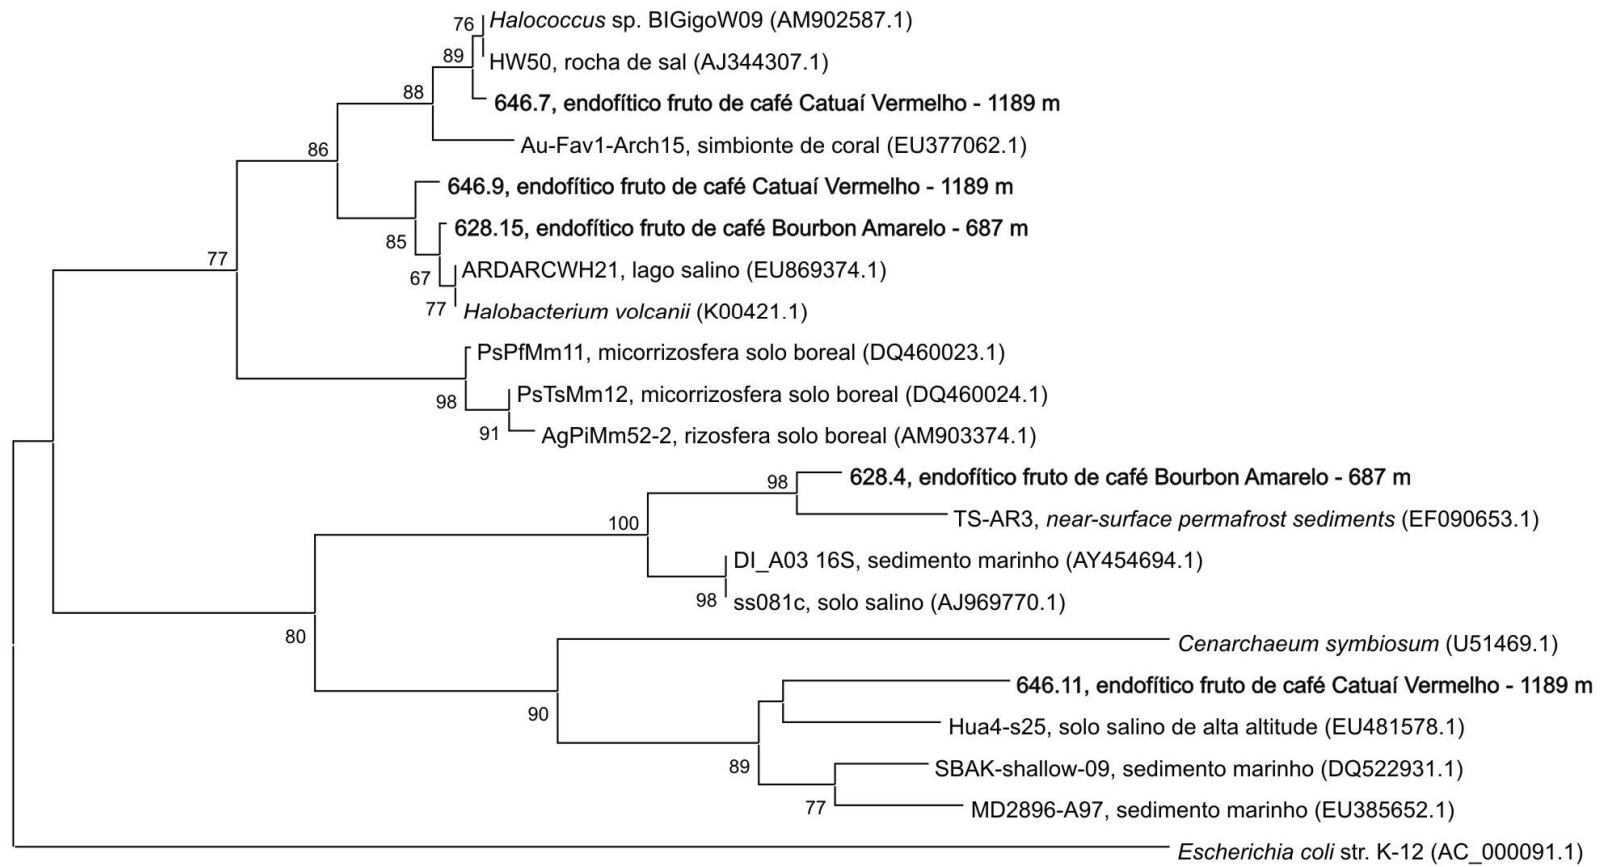 76 Halococcus sp. BIGigoW09 (AM902587.1)
89 HW50, rocha de sal (AJ344307.1)
88 646.7, endofítico fruto de café Catuaí Vermelho - 1189 m
Au-Fav1-Arch15, simbionte de coral (EU377062.1)
86
646.9, endofítico fruto de café Catuaí Vermelho - 1189 m
628.15, endofítico fruto de café Bourbon Amarelo - 687 m
85
77
ARDARCWH21, lago salino (EU869374.1)
67
77 Halobacterium volcanii (K00421.1)
PsPfMm11, micorrizosfera solo boreal (DQ460023.1)
98 PsTsMm12, micorrizosfera solo boreal (DQ460024.1)
91 AgPiMm52-2, rizosfera solo boreal (AM903374.1)
98 628.4, endofítico fruto de café Bourbon Amarelo - 687 m
100 TS-AR3, near-surface permafrost sediments (EF090653.1)
DI_A03 16S, sedimento marinho (AY454694.1)
98 ss081c, solo salino (AJ969770.1)
80 Cenarchaeum symbiosum (U51469.1)
646.11, endofítico fruto de café Catuaí Vermelho - 1189 m
90 Hua4-s25, solo salino de alta altitude (EU481578.1)
89 SBAK-shallow-09, sedimento marinho (DQ522931.1)
77 MD2896-A97, sedimento marinho (EU385652.1)
Escherichia coli str. K-12 (AC_000091.1)